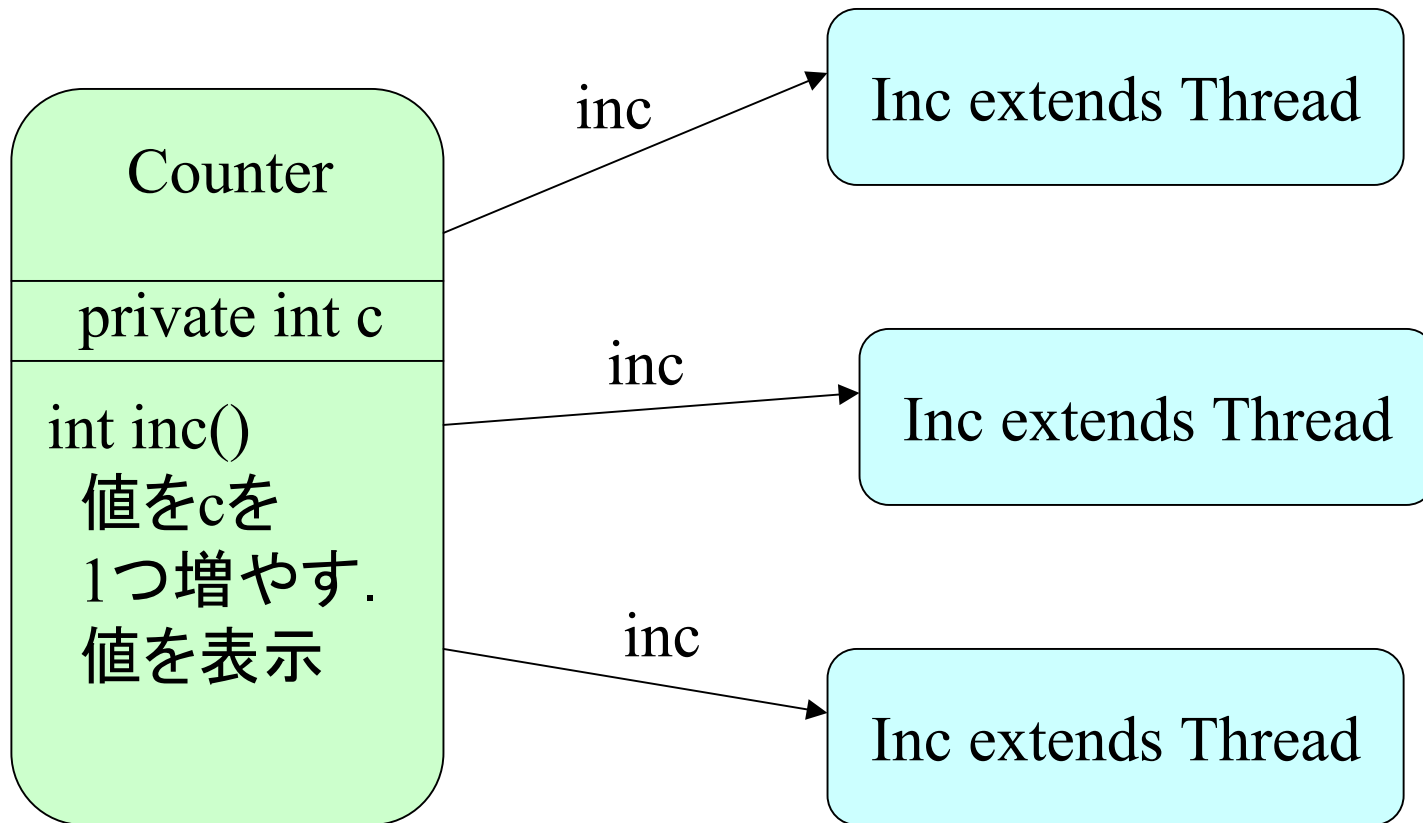 Counter
private int c
int inc()
値をcを
1つ増やす.
値を表示
inc
Inc extends Thread
inc
Inc extends Thread
inc
Inc extends Thread